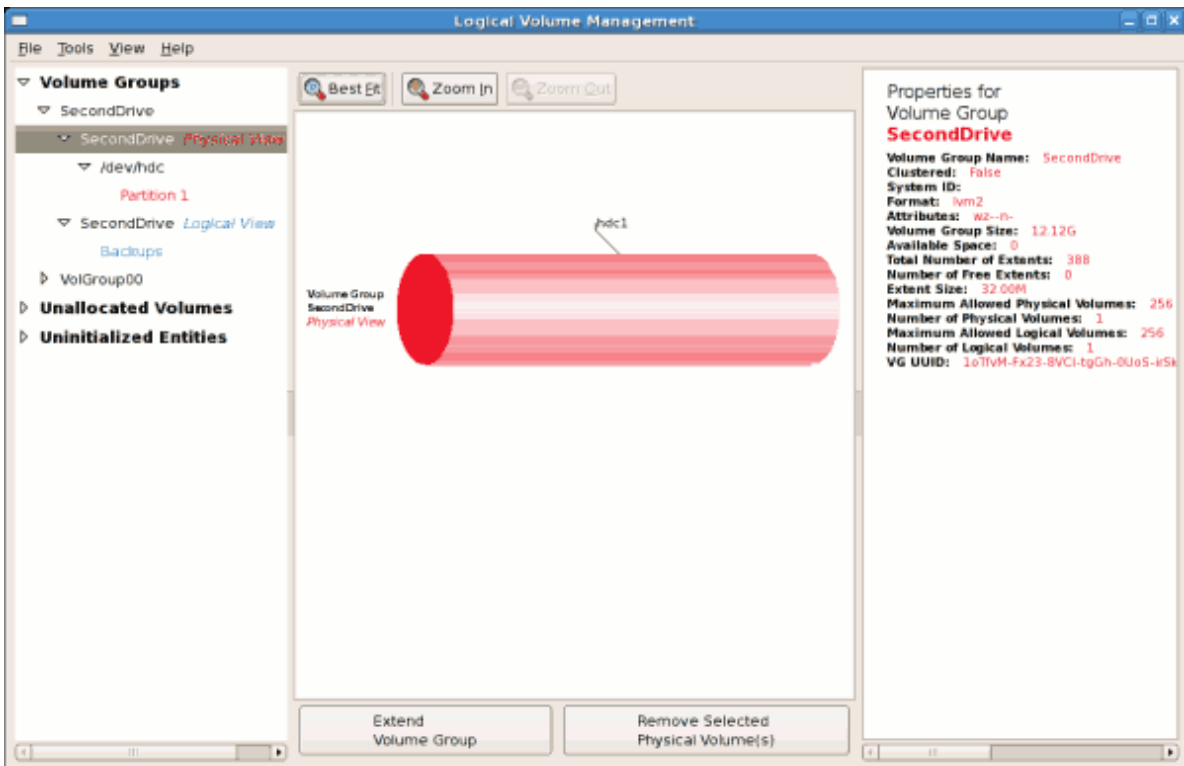 Logical Volume Management
File Tools View Help
Volume Groups
SecondDrive
SecondDrive Physical View
/dev/hdc
Partition 1
SecondDrive Logical View
Backups
VolGroup00
Unallocated Volumes
Uninitialized Entities
Best Fit Zoom In Zoom Out
hdc1
Volume Group
SecondDrive
Physical View
Extend
Volume Group
Remove Selected
Physical Volume(s)
Properties for
Volume Group
SecondDrive
Volume Group Name: SecondDrive
Clustered: False
System ID:
Format: lvm2
Attributes: wz--n-
Volume Group Size: 12.12G
Available Space: 0
Total Number of Extents: 388
Number of Free Extents: 0
Extent Size: 32.00M
Maximum Allowed Physical Volumes: 256
Number of Physical Volumes: 1
Maximum Allowed Logical Volumes: 256
Number of Logical Volumes: 1
VG UUID: